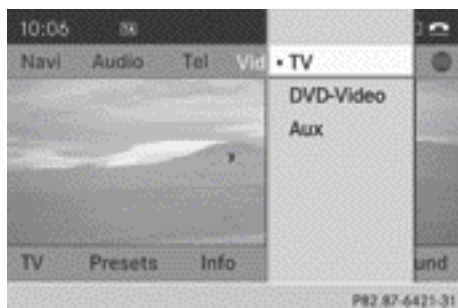 10:06
Navi Audio Tel Vid • TV
DVD-Video
Aux
TV Presets Info und
P82.87-6421-31